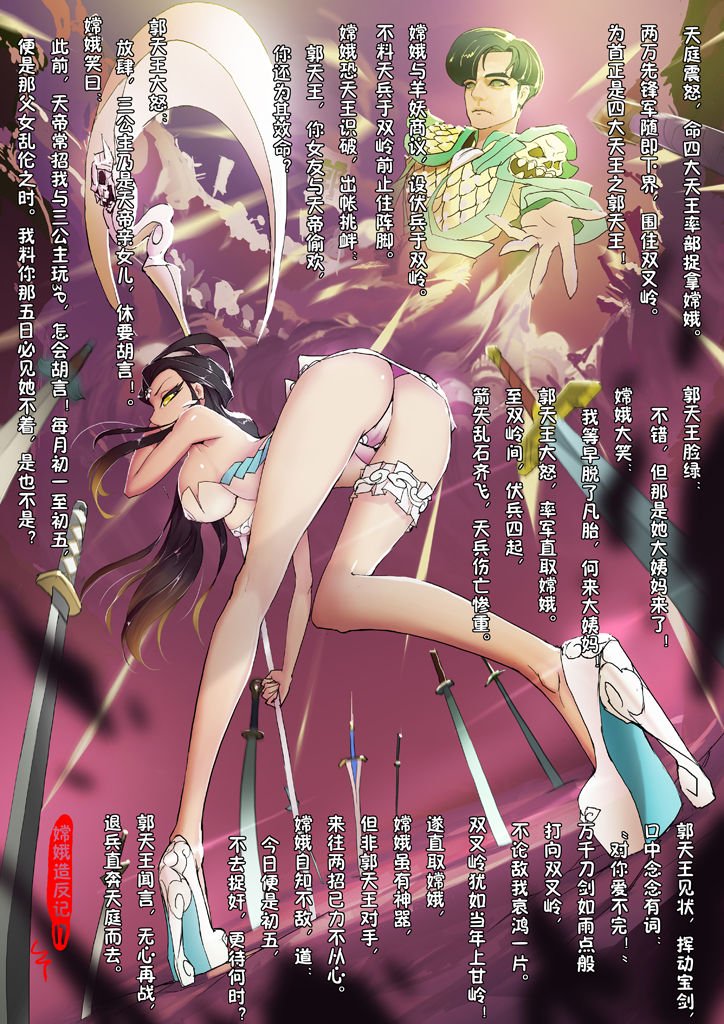 天庭震怒，命四大天王率部捉拿嫦娥。
两万先锋军随即下界，围住双叉岭。
为首正是四大天王之郭天王！
嫦娥与羊妖商议，设伏兵于双岭。
不料天兵于双岭前止住阵脚。
嫦娥恐天王识破，出帐挑衅：
郭天王，你女友与天帝偷欢，
你还为其效命？
郭天王大怒：
放肆，三公主乃是天帝亲女儿，休要胡言！。
嫦娥笑曰：
此前，天帝常招我与三公主玩3P，怎会胡言！每月初一至初五，
便是那父女乱伦之时。我料你那五日必见她不着，是也不是？
郭天王脸绿：
不错，但那是她大姨妈来了！
嫦娥大笑：
我等早脱了凡胎，何来大姨妈！
郭天王大怒，率军直取嫦娥。
至双岭间，伏兵四起，
箭矢乱石齐飞，天兵伤亡惨重。
郭天王见状，挥动宝剑，
口中念念有词：
“对你爱不完！”
万千刀剑如雨点般
打向双叉岭，
不论敌我哀鸿一片。
双叉岭犹如当年上甘岭！
遂直取嫦娥，
嫦娥虽有神器，
但非郭天王对手，
来往两招已力不从心。
嫦娥自知不敌，道：
今日便是初五，
不去捉奸，更待何时？
郭天王闻言，无心再战，
退兵直奔天庭而去。
嫦娥造反记
17